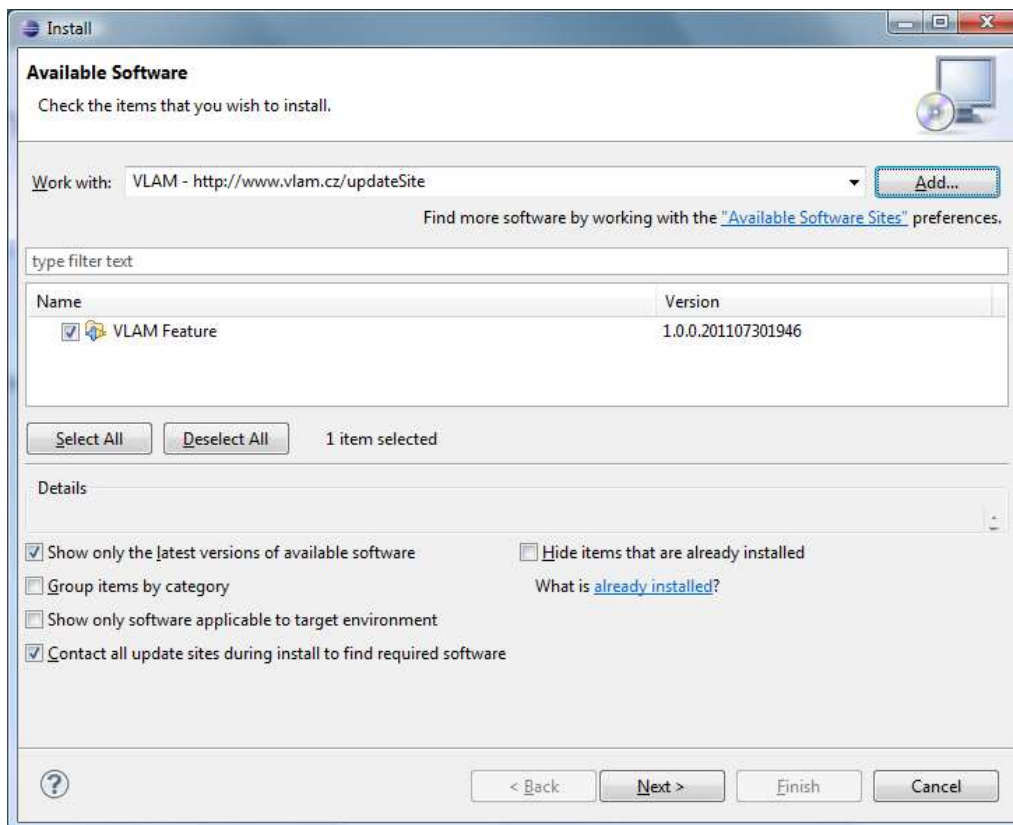 Install
Available Software
Check the items that you wish to install.
Work with: VLAM - http://www.vlam.cz/updateSite Add...
Find more software by working with the "Available Software Sites" preferences.
type filter text
Name Version
VLAM Feature 1.0.0.201107301946
Select All Deselect All 1 item selected
Details
Show only the latest versions of available software Hide items that are already installed
Group items by category What is already installed?
Show only software applicable to target environment
Contact all update sites during install to find required software
? < Back Next > Finish Cancel